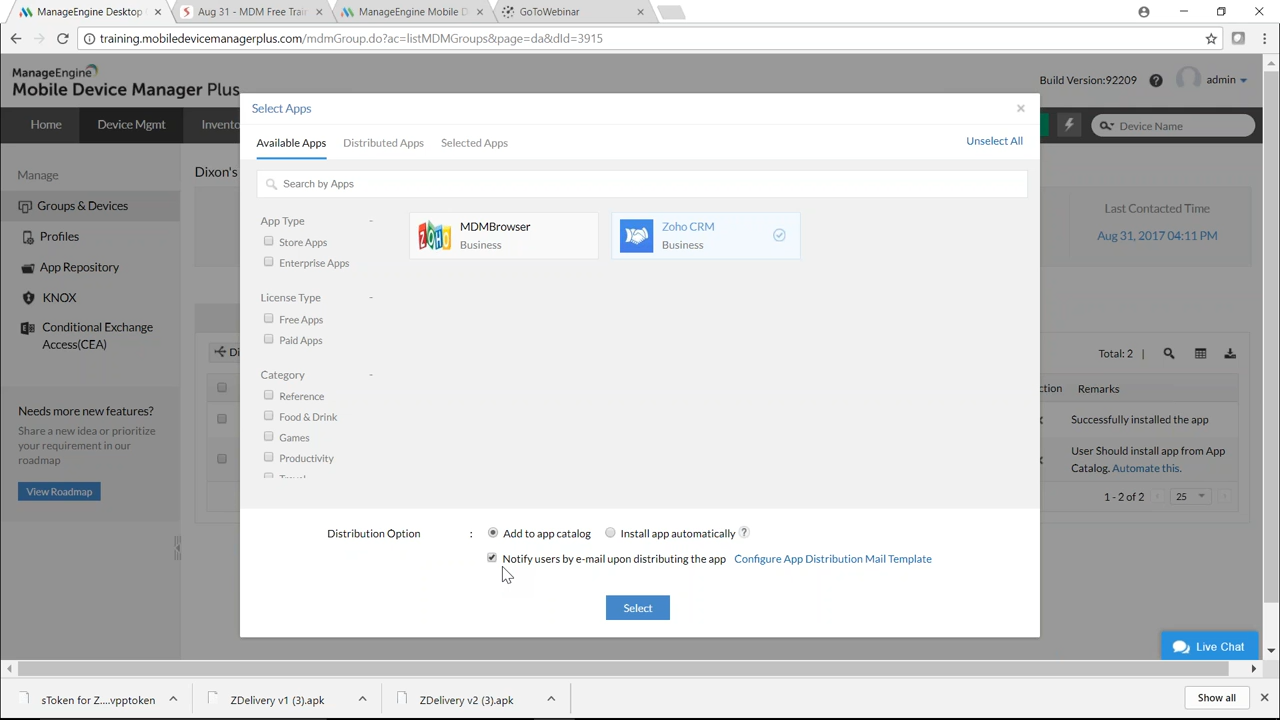 ManageEngine Desktop
Aug 31 - MDM Free Train
ManageEngine Mobile D
GoToWebinar
training.mobiledevicemanagerplus.com/mdmGroup.do?ac=listMDMGroups&page=da&dId=3915
ManageEngine
Mobile Device Manager Plus
Build Version:92209
admin
Home
Device Mgmt
Invento
Device Name
Select Apps
Available Apps
Distributed Apps
Selected Apps
Unselect All
Search by Apps
Manage
Groups & Devices
Profiles
App Repository
KNOX
Conditional Exchange
Access(CEA)
Needs more new features?
Share a new idea or prioritize
your requirement in our
roadmap
View Roadmap
Dixon's
App Type -
Store Apps
Enterprise Apps
License Type -
Free Apps
Paid Apps
Category -
Reference
Food & Drink
Games
Productivity
Travel
ZOHO
MDMBrowser
Business
Zoho CRM
Business
Last Contacted Time
Aug 31, 2017 04:11 PM
Di
Total: 2 |
ction
Remarks
Successfully installed the app
User Should install app from App
Catalog. Automate this.
1 - 2 of 2
25
Distribution Option : Add to app catalog Install app automatically ?
Notify users by e-mail upon distributing the app Configure App Distribution Mail Template
Select
Live Chat
sToken for Z....vpptoken
ZDelivery v1 (3).apk
ZDelivery v2 (3).apk
Show all